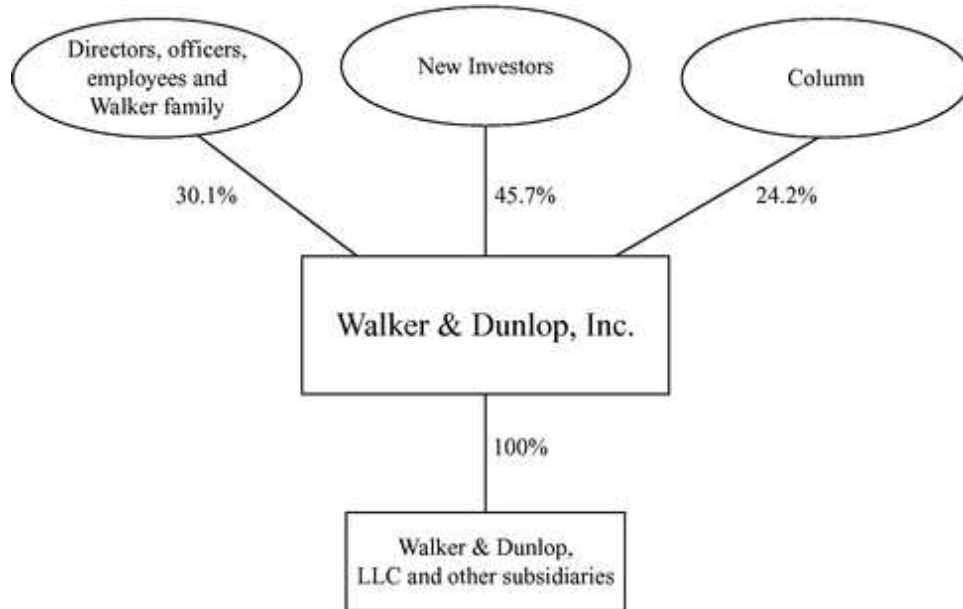 Directors, officers,
employees and
Walker family
New Investors
Column
30.1%
45.7%
24.2%
Walker & Dunlop, Inc.
100%
Walker & Dunlop,
LLC and other subsidiaries